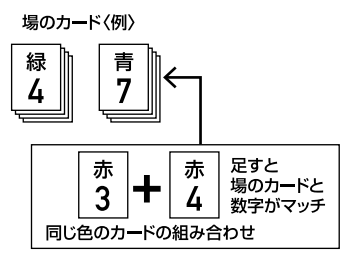 場のカード〈例〉
緑 青
4 7
赤 赤
3 + 4
足すと
場のカードと
数字がマッチ
同じ色のカードの組み合わせ